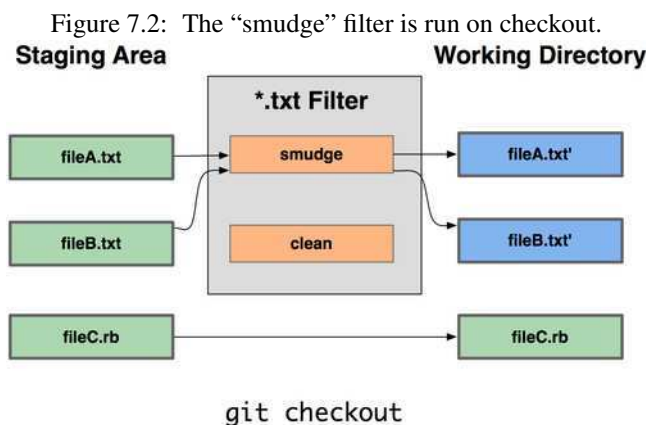 Figure 7.2: The “smudge” filter is run on checkout.
Staging Area
Working Directory
*.txt Filter
fileA.txt
smudge
fileA.txt'
fileB.txt
clean
fileB.txt'
fileC.rb
fileC.rb
git checkout